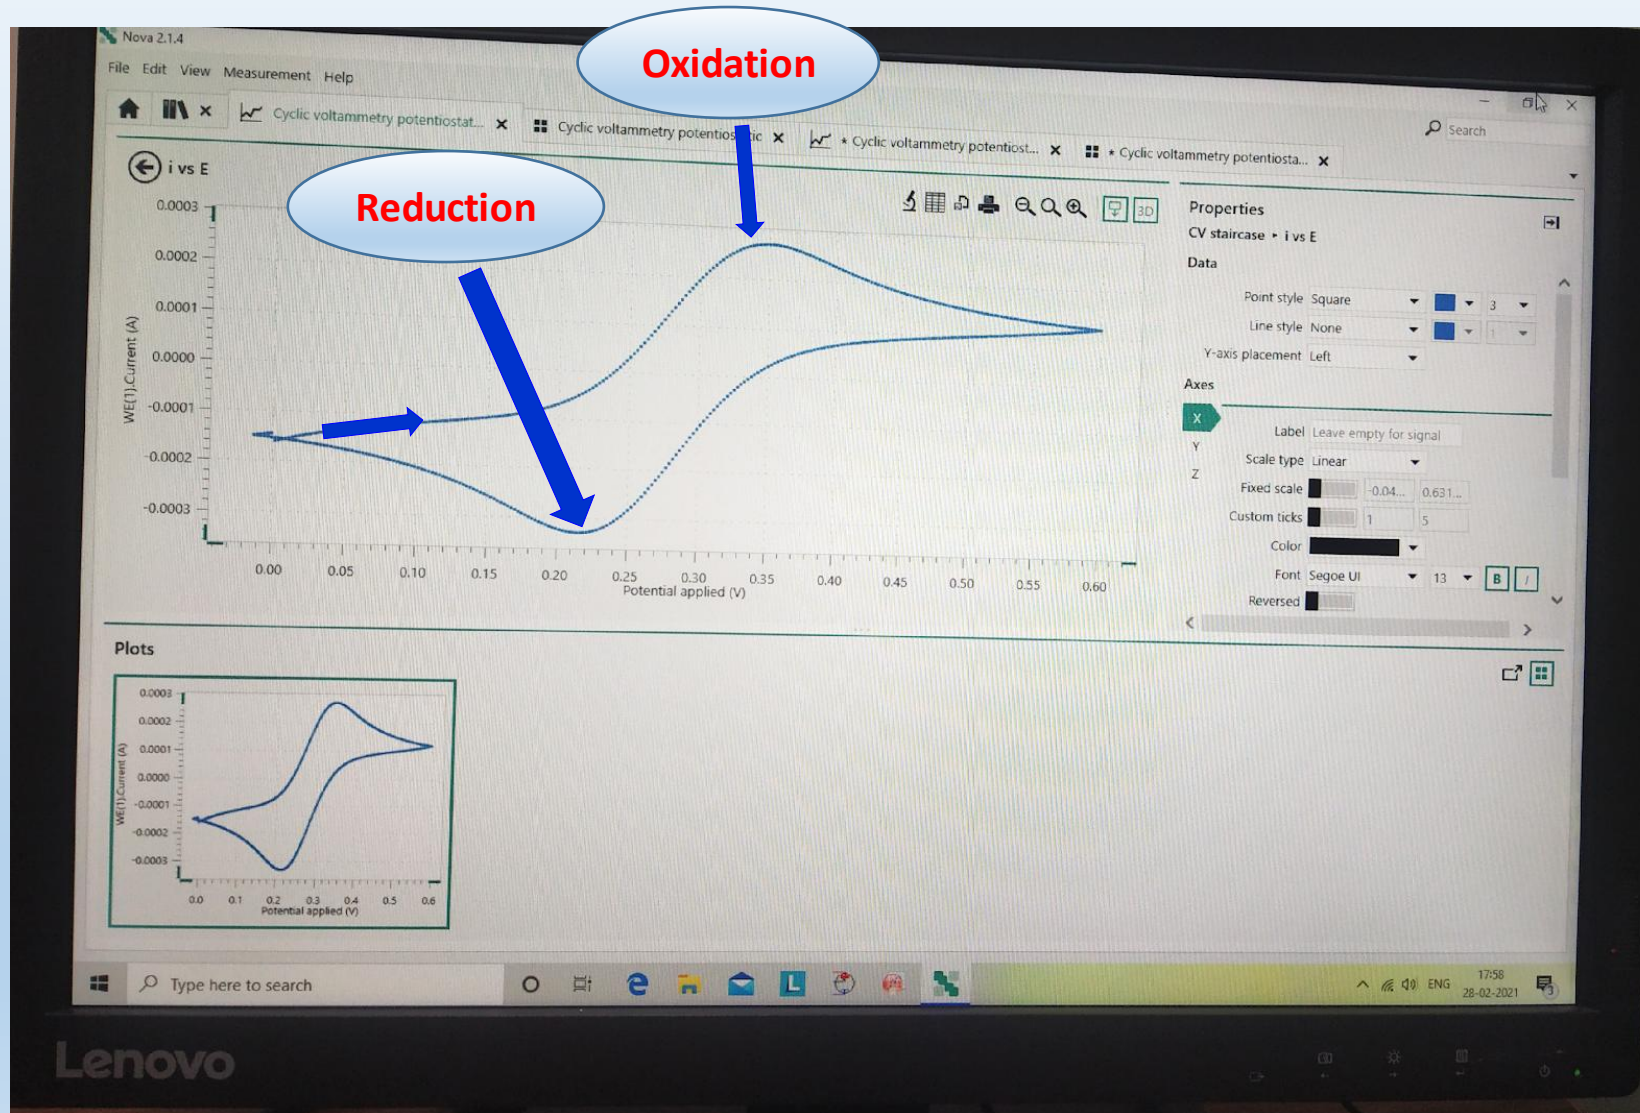 Oxidation
Reduction
Nova 2.1.4
File Edit View Measurement Help
Cyclic voltammetry potentiostat...
Cyclic voltammetry potentios
* Cyclic voltammetry potentiost...
* Cyclic voltammetry potentiosta...
Search
i vs E
3D
0.0003
0.0002
0.0001
0.0000
-0.0001
-0.0002
-0.0003
WE(1).Current (A)
0.00 0.05 0.10 0.15 0.20 0.25 0.30 0.35 0.40 0.45 0.50 0.55 0.60
Potential applied (V)
Properties
CV staircase i vs E
Data
Point style Square 3
Line style None 1
Y-axis placement Left
Axes
X
Y
Z
Label Leave empty for signal
Scale type Linear
Fixed scale -0.04... 0.631...
Custom ticks 1 5
Color
Font Segoe UI 13 B I
Reversed
Plots
0.0003
0.0002
0.0001
0.0000
-0.0001
-0.0002
-0.0003
WE(1).Current (A)
0.0 0.1 0.2 0.3 0.4 0.5 0.6
Potential applied (V)
Type here to search
L
ENG
17:58
28-02-2021
3
Lenovo